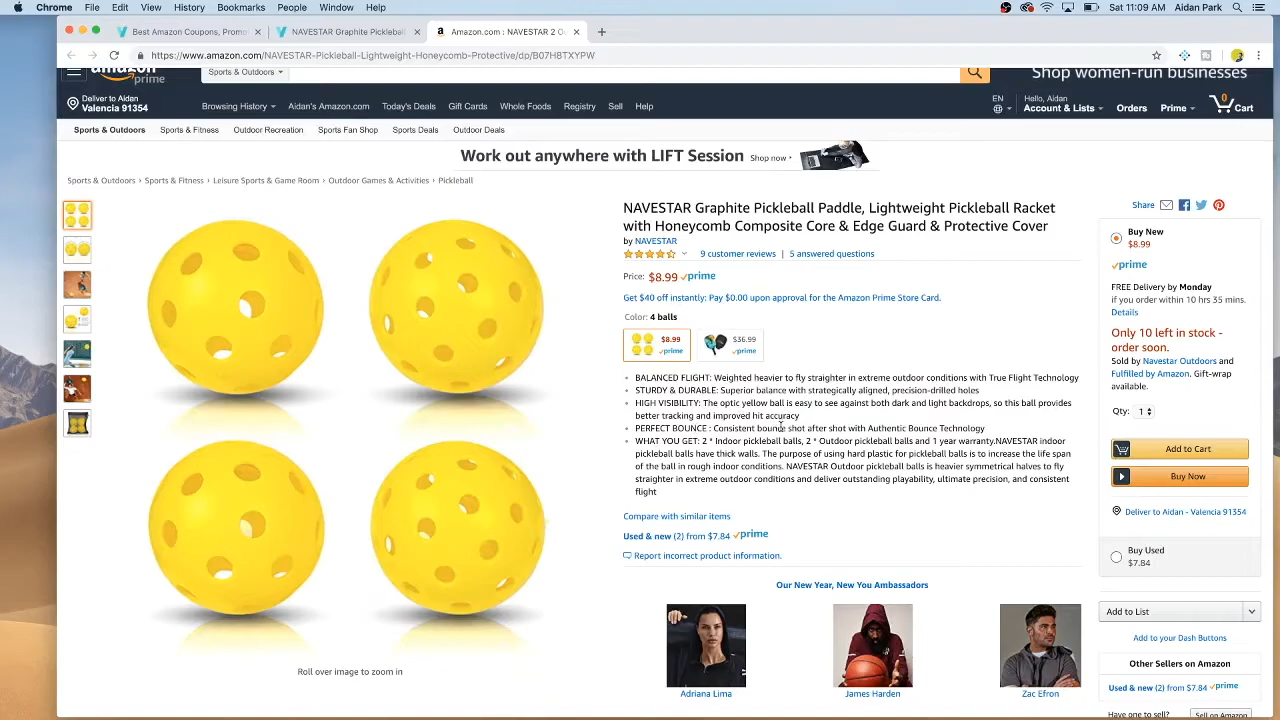 Chrome File Edit View History Bookmarks People Window Help Sat 11:09 AM Aidan Park
Best Amazon Coupons, Promo
NAVESTAR Graphite Pickleball
Amazon.com : NAVESTAR 2 O
https://www.amazon.com/NAVESTAR-Pickleball-Lightweight-Honeycomb-Protective/dp/B07H8TXYPW
amazon prime
Sports & Outdoors
Shop women-run businesses
Deliver to Aidan
Valencia 91354
Browsing History Aidan's Amazon.com Today's Deals Gift Cards Whole Foods Registry Sell Help
EN
Hello, Aidan
Account & Lists Orders Prime 0 Cart
Sports & Outdoors Sports & Fitness Outdoor Recreation Sports Fan Shop Sports Deals Outdoor Deals
Work out anywhere with LIFT Session Shop now ›
Sports & Outdoors › Sports & Fitness › Leisure Sports & Game Room › Outdoor Games & Activities › Pickleball
NAVESTAR Graphite Pickleball Paddle, Lightweight Pickleball Racket
with Honeycomb Composite Core & Edge Guard & Protective Cover
by NAVESTAR
9 customer reviews | 5 answered questions
Price: $8.99 prime
Get $40 off instantly: Pay $0.00 upon approval for the Amazon Prime Store Card.
Color: 4 balls
$8.99 prime
$36.99 prime
BALANCED FLIGHT: Weighted heavier to fly straighter in extreme outdoor conditions with True Flight Technology
STURDY & DURABLE: Superior balance with strategically aligned, precision-drilled holes
HIGH VISIBILITY: The optic yellow ball is easy to see against both dark and light backdrops, so this ball provides
better tracking and improved hit accuracy
PERFECT BOUNCE : Consistent bounce shot after shot with Authentic Bounce Technology
WHAT YOU GET: 2 * Indoor pickleball balls, 2 * Outdoor pickleball balls and 1 year warranty.NAVESTAR indoor
pickleball balls have thick walls. The purpose of using hard plastic for pickleball balls is to increase the life span
of the ball in rough indoor conditions. NAVESTAR Outdoor pickleball balls is heavier symmetrical halves to fly
straighter in extreme outdoor conditions and deliver outstanding playability, ultimate precision, and consistent
flight
Compare with similar items
Used & new (2) from $7.84 prime
Report incorrect product information.
Our New Year, New You Ambassadors
Adriana Lima
James Harden
Zac Efron
Roll over image to zoom in
Share
Buy New
$8.99
prime
FREE Delivery by Monday
if you order within 10 hrs 35 mins.
Details
Only 10 left in stock -
order soon.
Sold by Navestar Outdoors and
Fulfilled by Amazon. Gift-wrap
available.
Qty: 1
Add to Cart
Buy Now
Deliver to Aidan - Valencia 91354
Buy Used
$7.84
Add to List
Add to your Dash Buttons
Other Sellers on Amazon
Used & new (2) from $7.84 prime
Have one to sell? Sell on Amazon